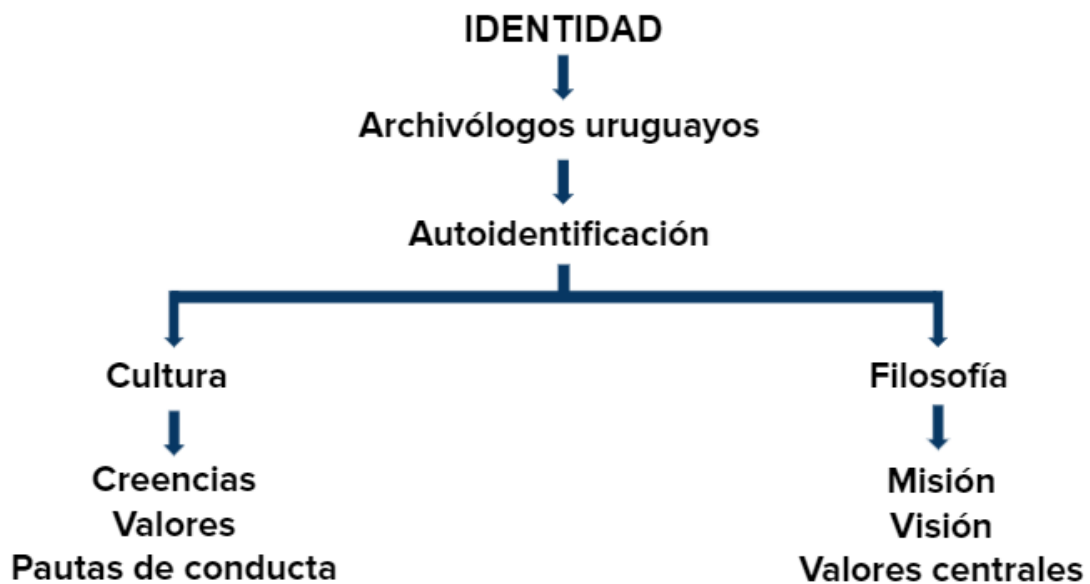 IDENTIDAD
Archivólogos uruguayos
Autoidentificación
Cultura
Filosofía
Creencias
Valores
Pautas de conducta
Misión
Visión
Valores centrales